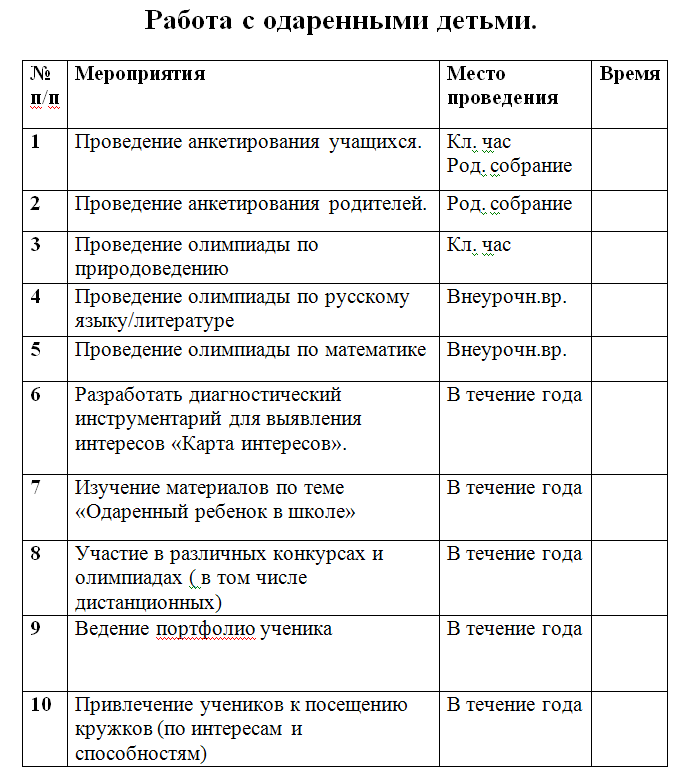 Работа с одаренными детьми.
№ Мероприятия Место Время
п/п проведения
1 Проведение анкетирования учащихся. Кл. час
Род. собрание
2 Проведение анкетирования родителей. Род. собрание
3 Проведение олимпиады по Кл. час
природоведению
4 Проведение олимпиады по русскому Внеурочн.вр.
языку/литературе
5 Проведение олимпиады по математике Внеурочн.вр.
6 Разработать диагностический В течение года
инструментарий для выявления
интересов «Карта интересов».
7 Изучение материалов по теме В течение года
«Одаренный ребенок в школе»
8 Участие в различных конкурсах и В течение года
олимпиадах ( в том числе
дистанционных)
9 Ведение портфолио ученика В течение года
10 Привлечение учеников к посещению В течение года
кружков (по интересам и
способностям)